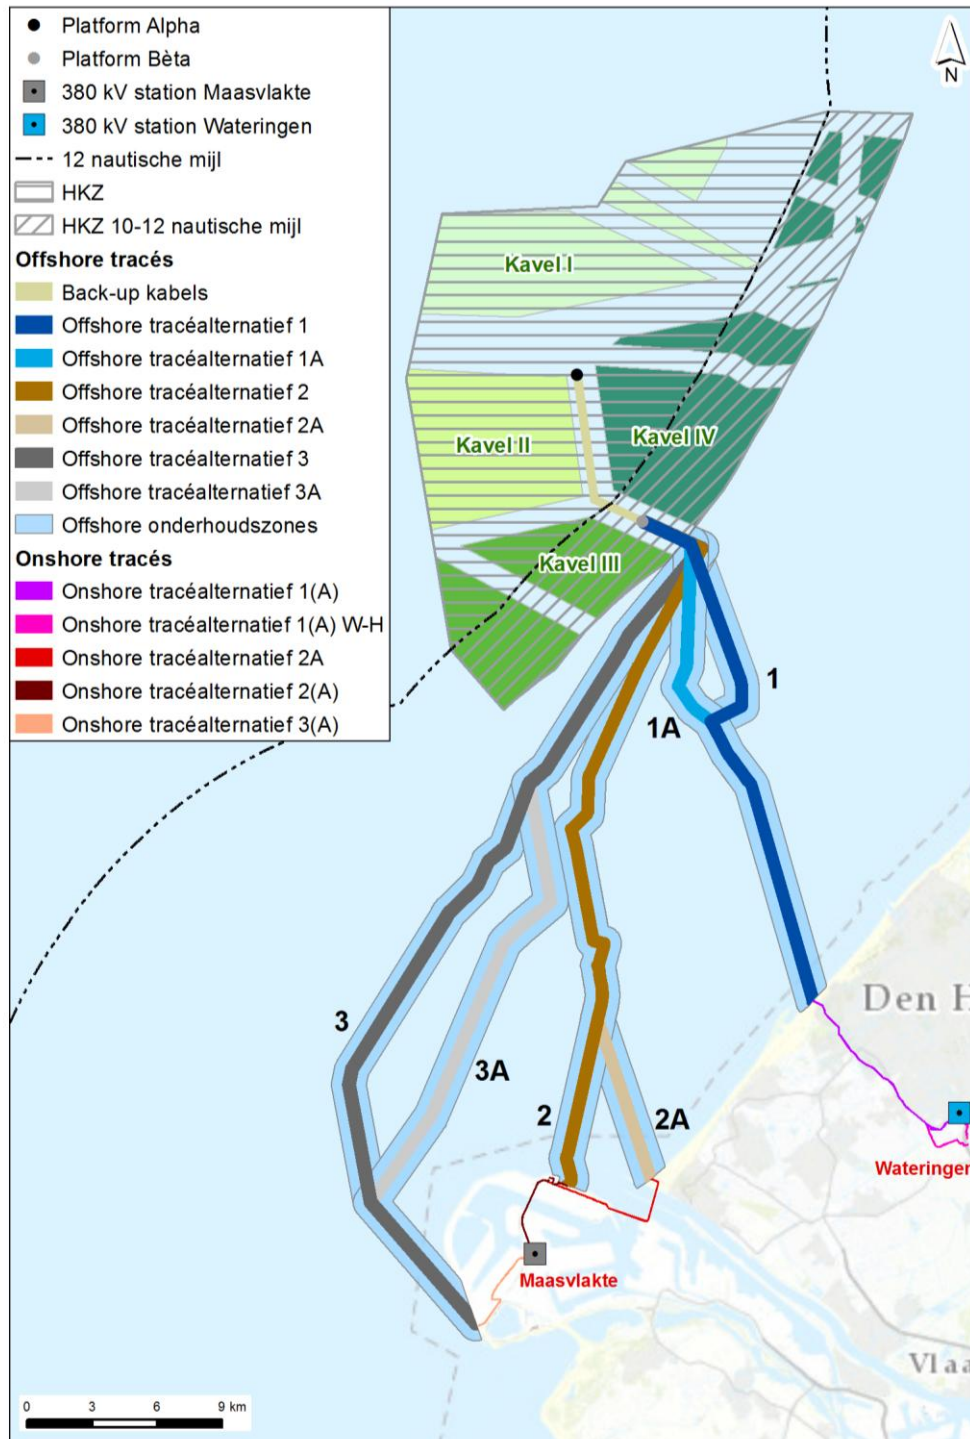 Platform Alpha
Platform Bèta
380 kV station Maasvlakte
380 kV station Wateringen
12 nautische mijl
HKZ
HKZ 10-12 nautische mijl
Offshore tracés
Back-up kabels
Offshore tracéalternatief 1
Offshore tracéalternatief 1A
Offshore tracéalternatief 2
Offshore tracéalternatief 2A
Offshore tracéalternatief 3
Offshore tracéalternatief 3A
Offshore onderhoudszones
Onshore tracés
Onshore tracéalternatief 1(A)
Onshore tracéalternatief 1(A) W-H
Onshore tracéalternatief 2A
Onshore tracéalternatief 2(A)
Onshore tracéalternatief 3(A)
N
Kavel I
Kavel II
Kavel IV
Kavel III
1
1A
Den H
3
3A
2
2A
Wateringen
Maasvlakte
Vlaa
0 3 6 9 km